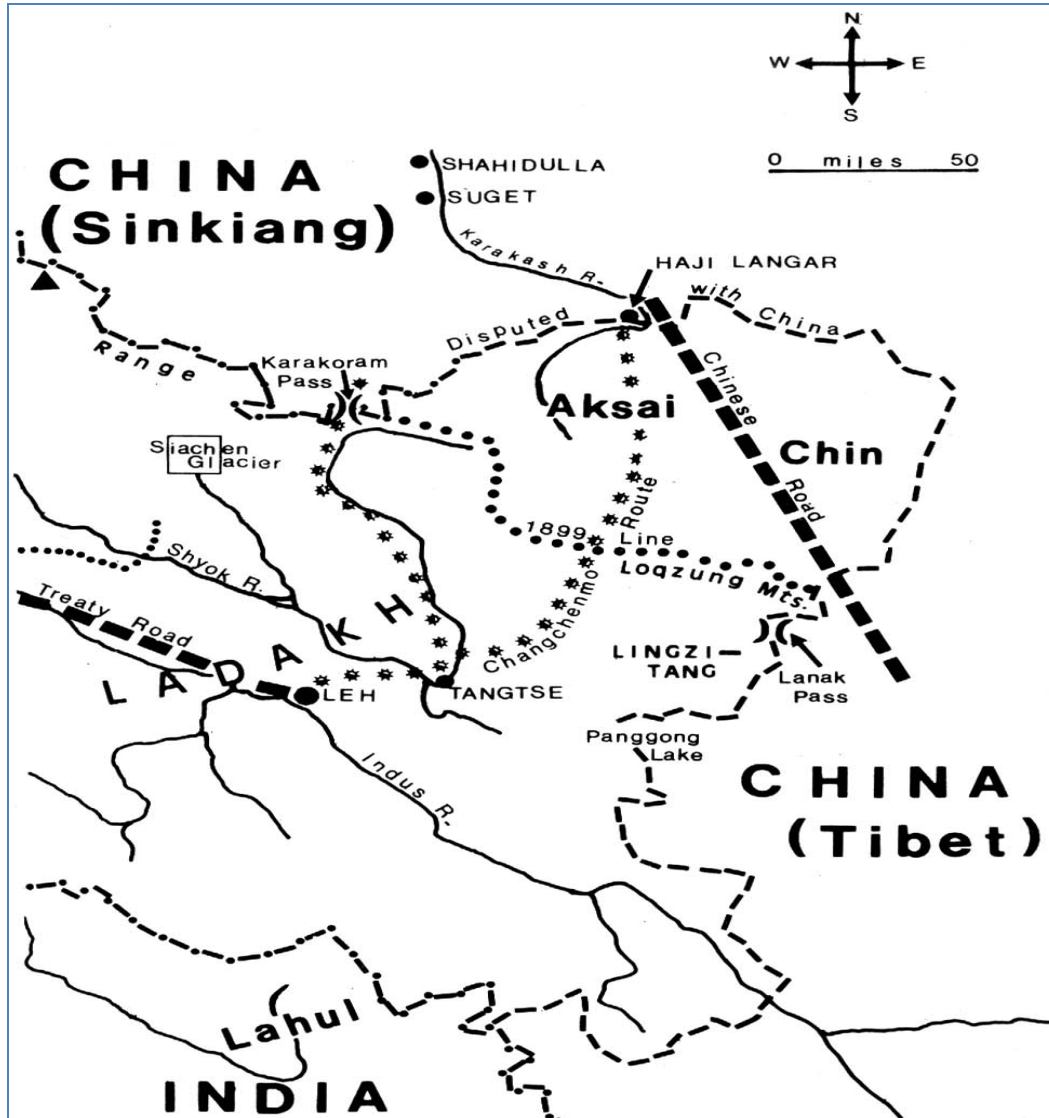 N
W E
S
0 miles 50
CHINA
(Sinkiang)
SHAHIDULLA
SUGET
Karakash R-
HAJI LANGAR
with China
Disputed
Range
Karakoram
Pass
Chinese
Road
Aksai
Chin
Siachen
Glacier
Route
1899 Line
Loqzung Mts.
Shyok R.
Changchenmo
Treaty Road
LADAKH
LINGZI
TANG
Lanak
Pass
LEH
TANGTSE
Panggong
Lake
Indus R-
CHINA
(Tibet)
Lahul
INDIA